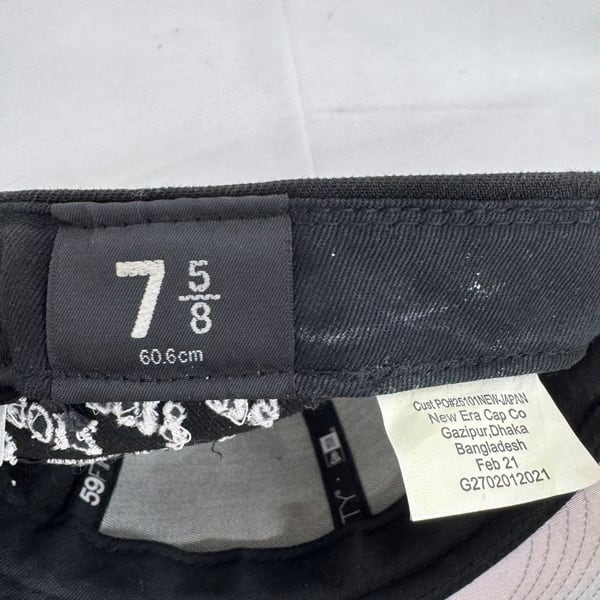 7 5/8
60.6cm
Cust PO#25101NEW-JAPAN
New Era Cap Co
Gazipur,Dhaka
Bangladesh
Feb 21
G2702012021
59FI
TY